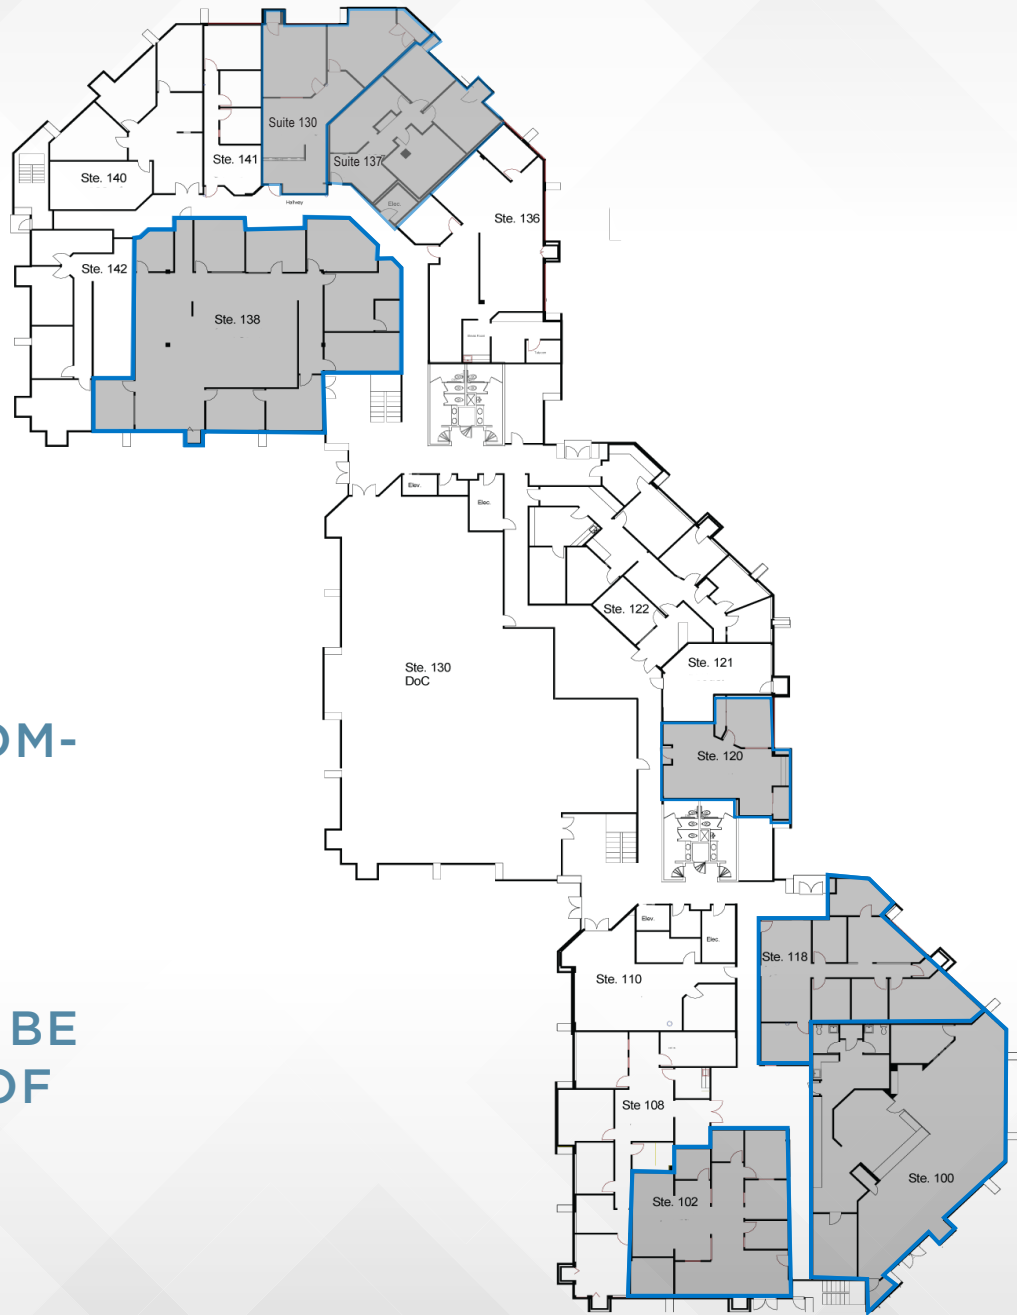 Suite 130
Ste. 141
Suite 137
Ste. 140
Elec.
Hallway
Ste. 136
Ste. 142
Ste. 138
Elev.
Elec.
Ste. 122
Ste. 130
DoC
Ste. 121
OM-
Ste. 120
Elev.
Elec.
Ste. 118
Ste. 110
BE
OF
Ste 108
Ste. 100
Ste. 102